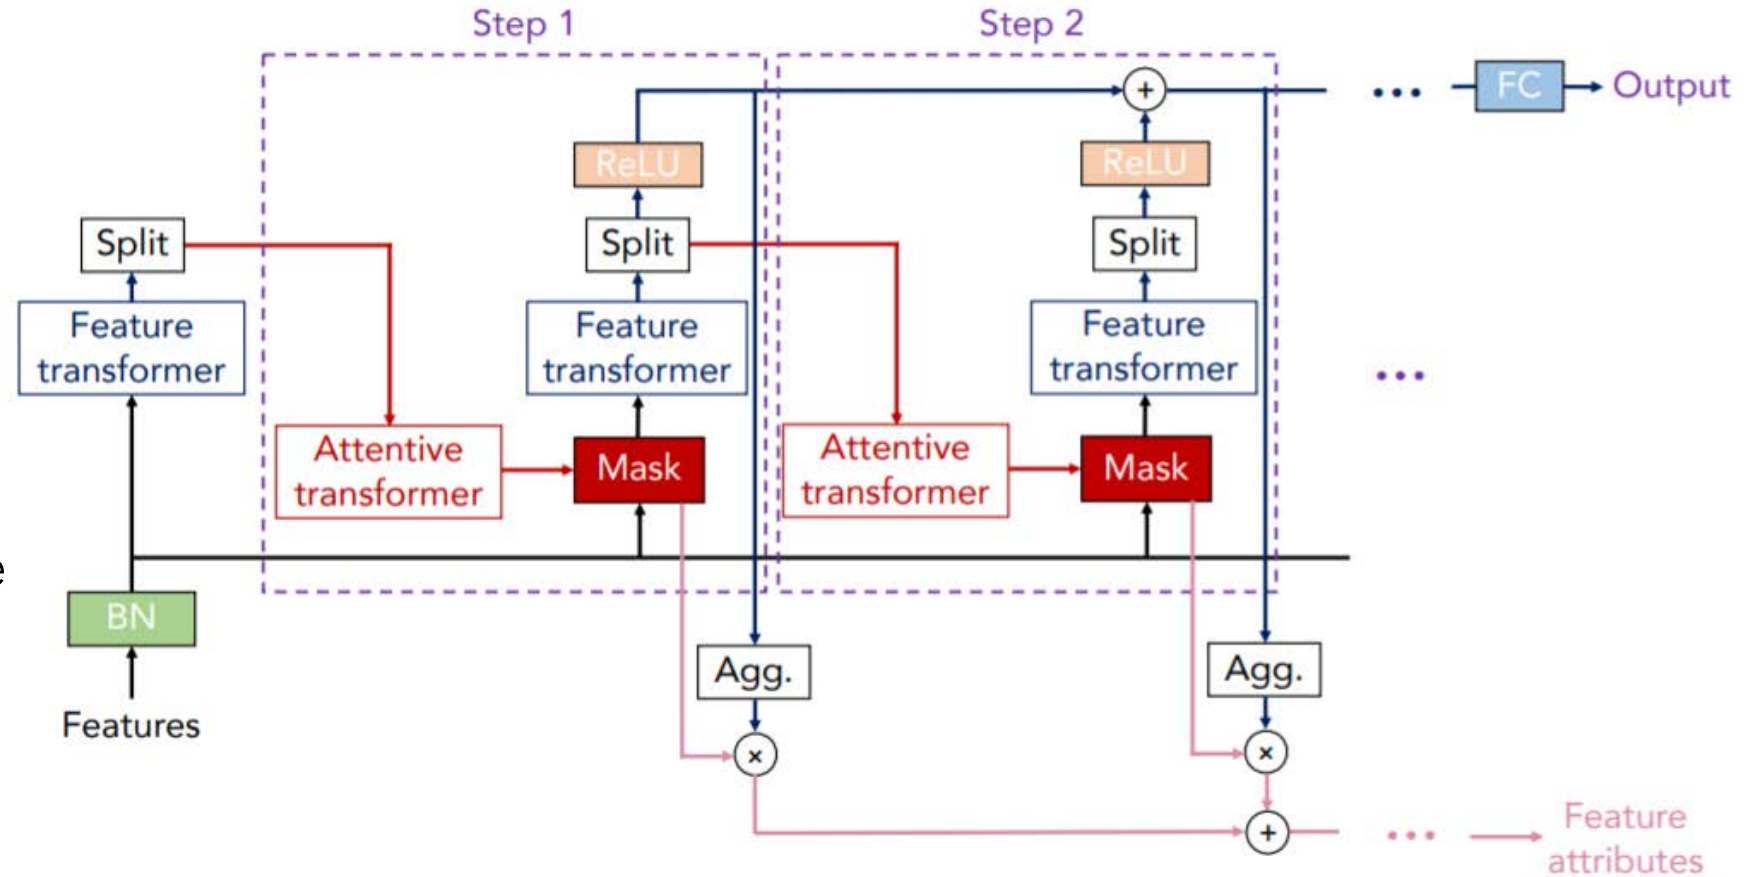 Step 1
Step 2
+
...
FC
Output
ReLU
ReLU
Split
Split
Split
Feature
transformer
Feature
transformer
Feature
transformer
...
Attentive
transformer
Mask
Attentive
transformer
Mask
e
BN
Agg.
Agg.
Features
×
×
+
...
Feature
attributes